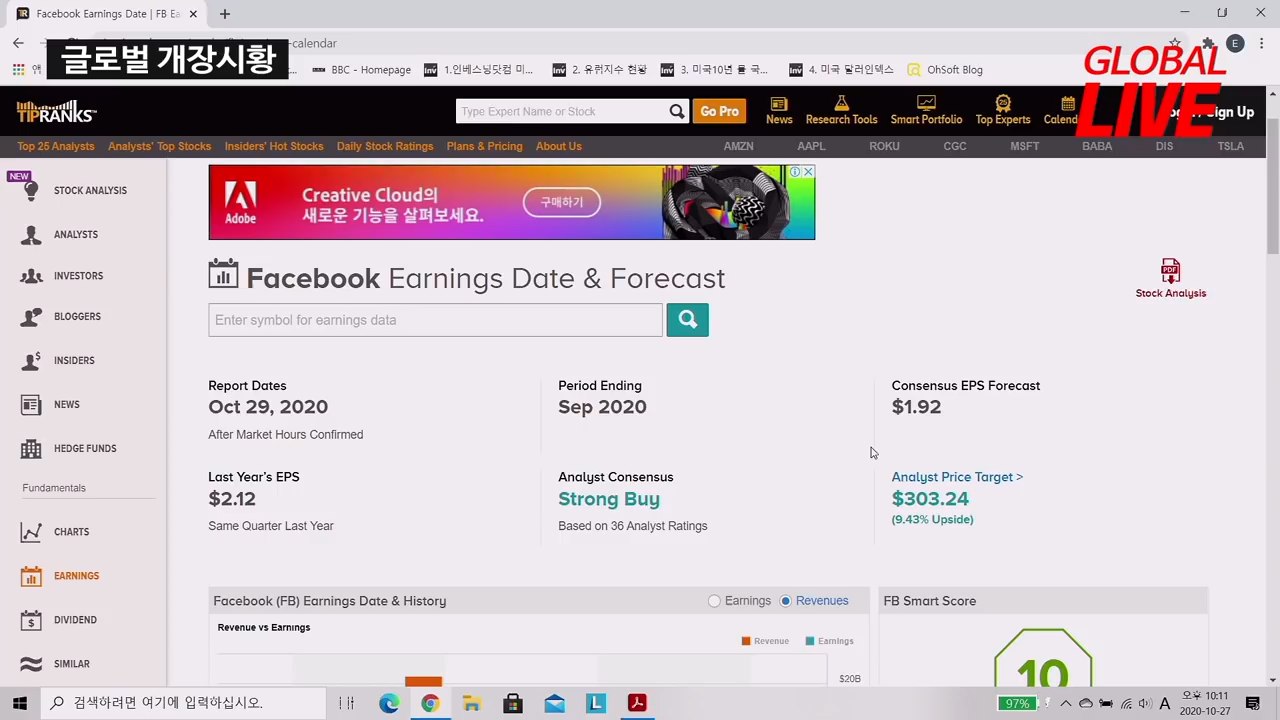 Facebook Earnings Date | FB Ea
글로벌 개장시황
-calendar
GLOBAL
LIVE
BBC - Homepage
1.인베스팅닷컴 미...
2. 유럽지수 현황
3. 미국10년 물 국...
4. 미국 달러인덱스
OhSoft Blog
TIPRANKS
Type Expert Name or Stock
Go Pro
News
Research Tools
Smart Portfolio
Top Experts
Calend
Sign Up
Top 25 Analysts
Analysts' Top Stocks
Insiders' Hot Stocks
Daily Stock Ratings
Plans & Pricing
About Us
AMZN
AAPL
ROKU
CGC
MSFT
BABA
DIS
TSLA
NEW
STOCK ANALYSIS
ANALYSTS
INVESTORS
BLOGGERS
INSIDERS
NEWS
HEDGE FUNDS
Fundamentals
CHARTS
EARNINGS
DIVIDEND
SIMILAR
Adobe
Creative Cloud의
새로운 기능을 살펴보세요.
구매하기
Facebook Earnings Date & Forecast
PDF
Stock Analysis
Enter symbol for earnings data
Report Dates
Oct 29, 2020
After Market Hours Confirmed
Period Ending
Sep 2020
Consensus EPS Forecast
$1.92
Last Year's EPS
$2.12
Same Quarter Last Year
Analyst Consensus
Strong Buy
Based on 36 Analyst Ratings
Analyst Price Target >
$303.24
(9.43% Upside)
Facebook (FB) Earnings Date & History
Earnings
Revenues
Revenue vs Earnings
Revenue
Earnings
$20B
FB Smart Score
10
검색하려면 여기에 입력하십시오.
97%
A
오후 10:11
2020-10-27